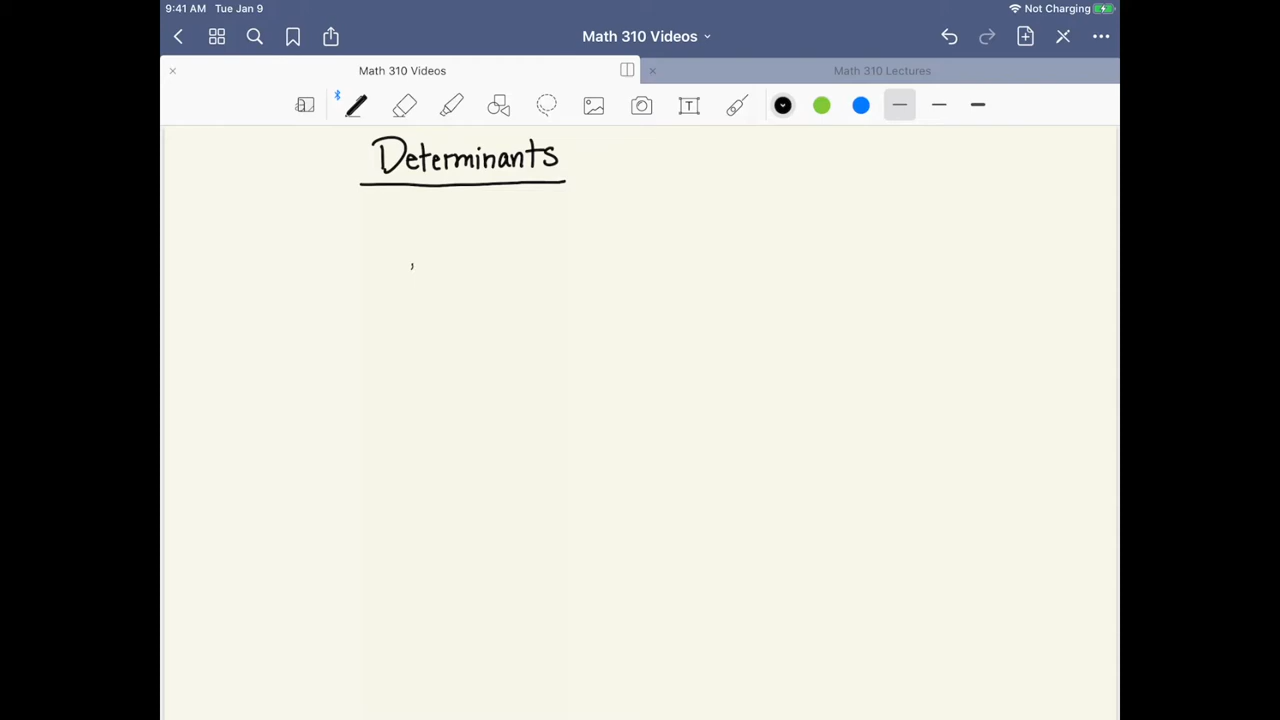 9:41 AM Tue Jan 9
Not Charging
Math 310 Videos
Math 310 Videos
Math 310 Lectures
T
Determinants